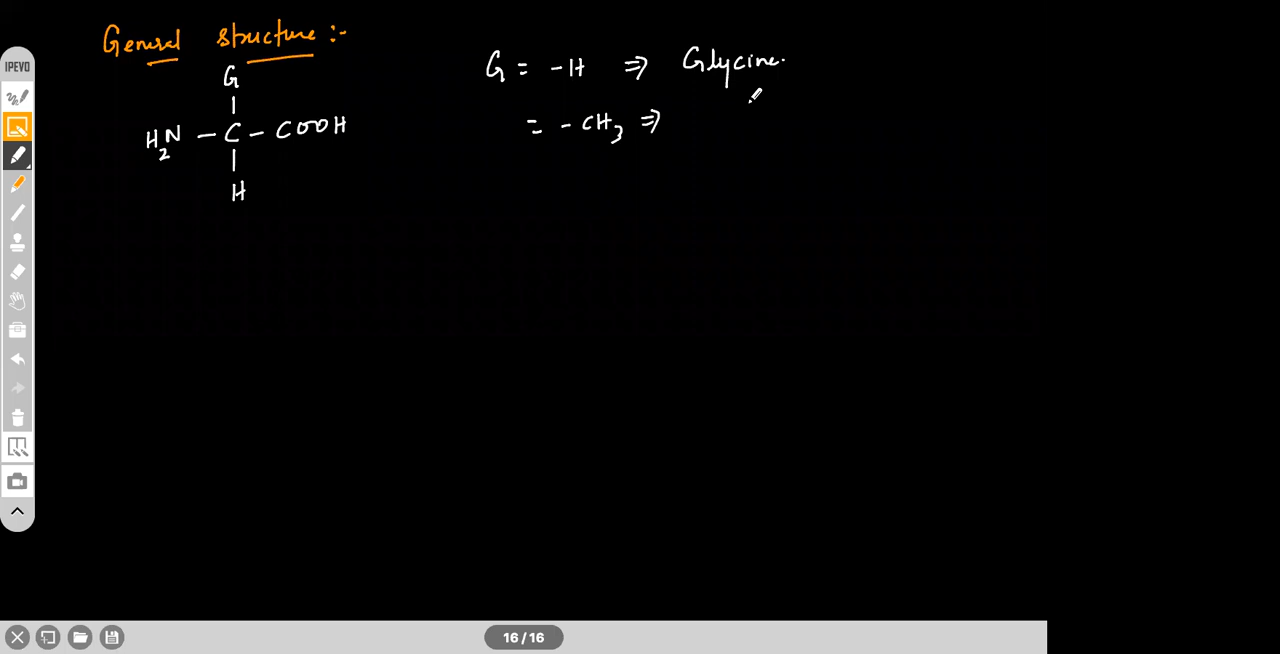 General structure :-
IPEVO
G
H2N - C - COOH
H
G = -H ⇒ Glycine.
= -CH3 ⇒
16/16